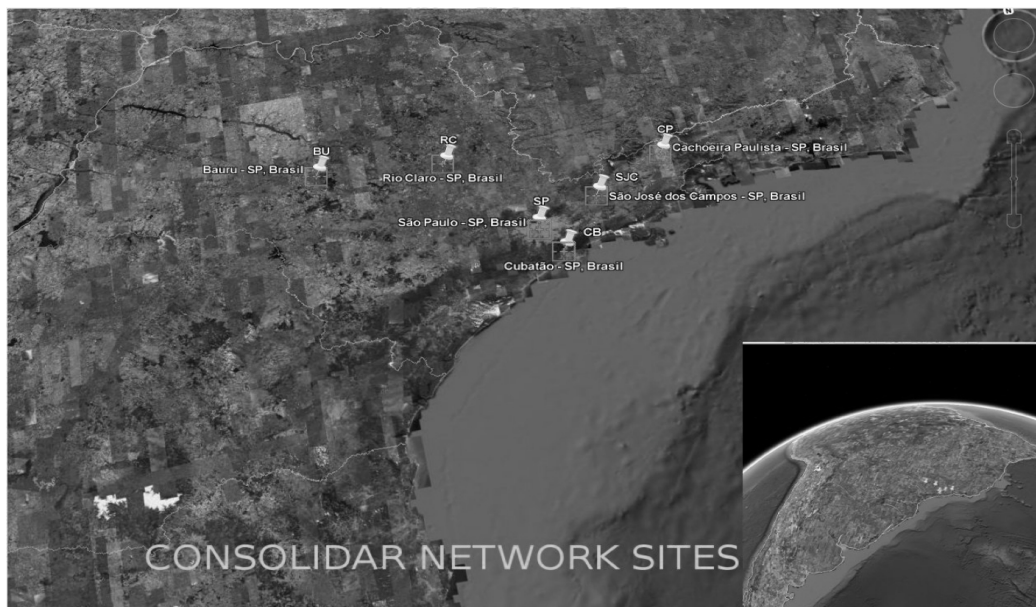 CP
Cachoeira Paulista - SP, Brasil
RC
BU
Bauru - SP, Brasil
Rio Claro - SP, Brasil
SJC
São José dos Campos - SP, Brasil
SP
São Paulo - SP, Brasil
CB
Cubatão - SP, Brasil
CONSOLIDAR NETWORK SITES